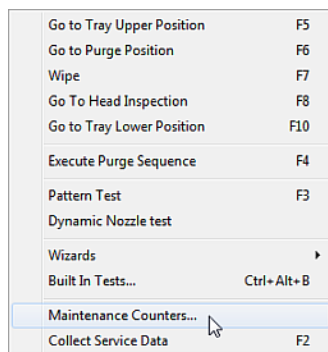 Go to Tray Upper Position F5
Go to Purge Position F6
Wipe F7
Go To Head Inspection F8
Go to Tray Lower Position F10
Execute Purge Sequence F4
Pattern Test F3
Dynamic Nozzle test
Wizards
Built In Tests... Ctrl+Alt+B
Maintenance Counters...
Collect Service Data F2